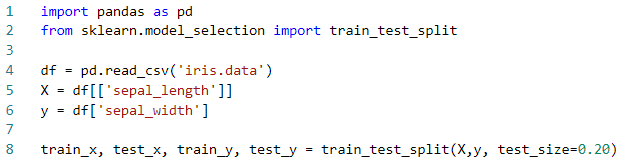 1 import pandas as pd
2 from sklearn.model_selection import train_test_split
3
4 df = pd.read_csv('iris.data')
5 X = df[['sepal_length']]
6 y = df['sepal_width']
7
8 train_x, test_x, train_y, test_y = train_test_split(X,y, test_size=0.20)